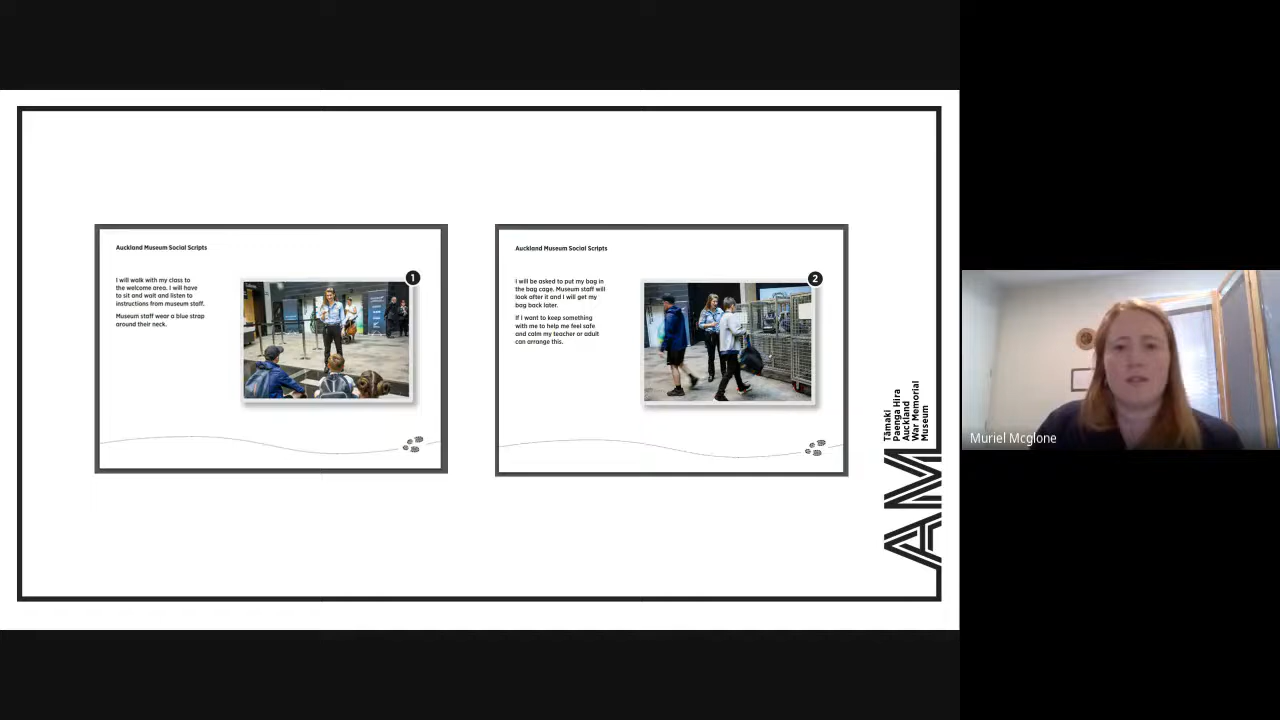 Auckland Museum Social Scripts
1
I will walk with my class to
the welcome area. I will have
to sit and wait and listen to
instructions from museum staff.
Museum staff wear a blue strap
around their neck.
Auckland Museum Social Scripts
2
I will be asked to put my bag in
the bag cage. Museum staff will
look after it and I will get my
bag back later.
If I want to keep something
with me to help me feel safe
and calm my teacher or adult
can arrange this.
Tāmaki
Paenga Hira
Auckland
War Memorial
Museum
AM
Muriel Mcglone